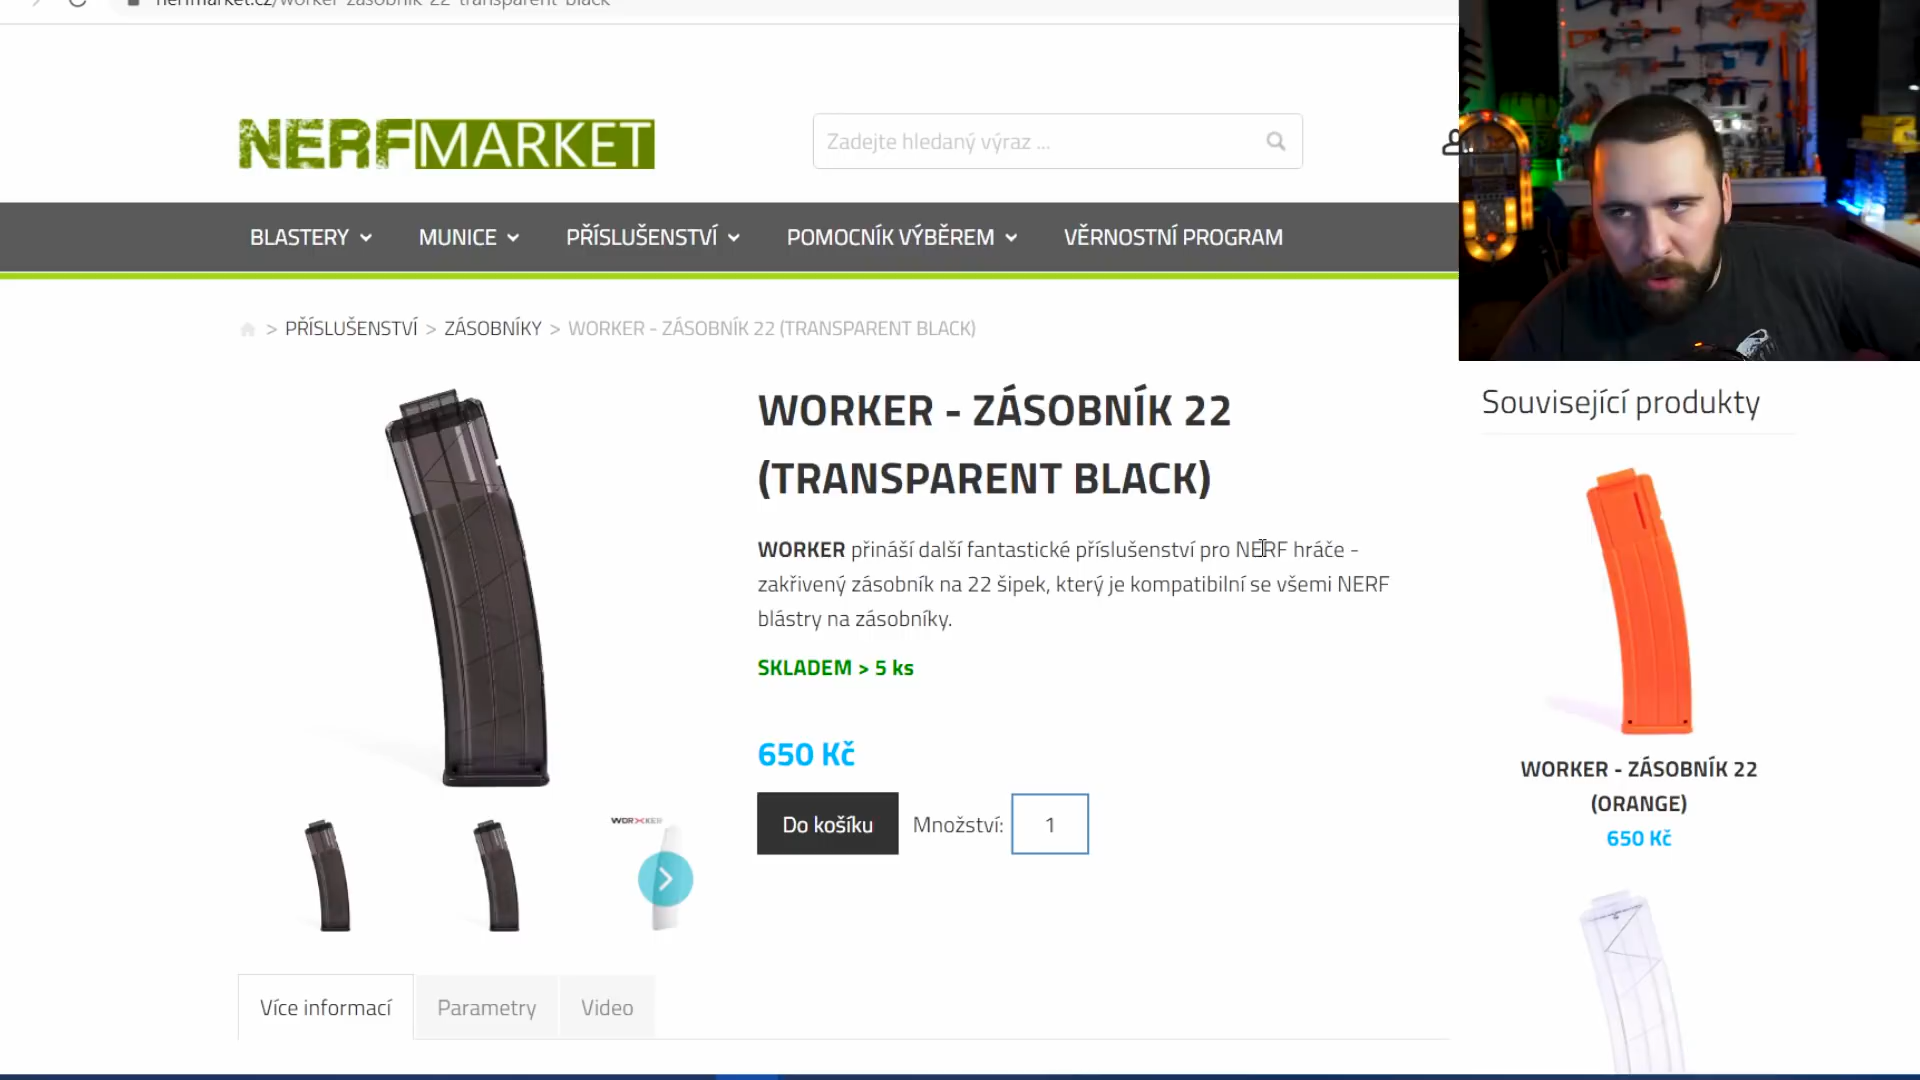 nerfmarket.cz/worker-zasobnik-22-transparent-black
NERFMARKET
Zadejte hledaný výraz ...
BLASTERY
MUNICE
PŘÍSLUŠENSTVÍ
POMOCNÍK VÝBĚREM
VĚRNOSTNÍ PROGRAM
> PŘÍSLUŠENSTVÍ > ZÁSOBNÍKY > WORKER - ZÁSOBNÍK 22 (TRANSPARENT BLACK)
WORKER - ZÁSOBNÍK 22
(TRANSPARENT BLACK)
WORKER přináší další fantastické příslušenství pro NERF hráče -
zakřivený zásobník na 22 šipek, který je kompatibilní se všemi NERF
blástry na zásobníky.
SKLADEM > 5 ks
650 Kč
Do košíku
Množství:
1
WORKER
Více informací
Parametry
Video
Související produkty
WORKER - ZÁSOBNÍK 22
(ORANGE)
650 Kč